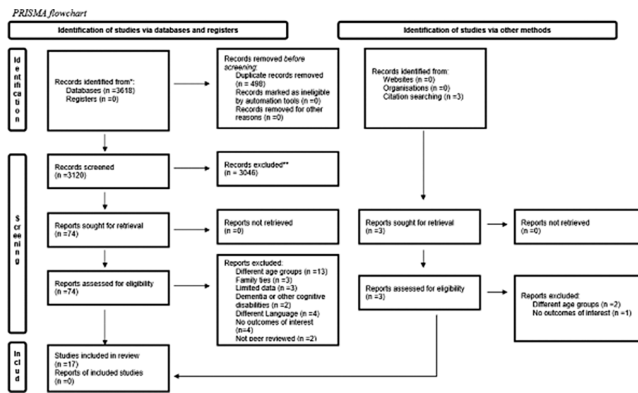 PRISMA flowchart
Identification of studies via databases and registers
Identification of studies via other methods
Identification
Records identified from*:
Databases (n =3618)
Registers (n =0)
Records removed before
screening:
Duplicate records removed
(n = 498)
Records marked as ineligible
by automation tools (n =0)
Records removed for other
reasons (n =0)
Records identified from:
Websites (n =0)
Organisations (n =0)
Citation searching (n =3)
Screening
Records screened
(n =3120)
Records excluded**
(n = 3046)
Reports sought for retrieval
(n =74)
Reports not retrieved
(n =0)
Reports sought for retrieval
(n =3)
Reports not retrieved
(n =0)
Reports assessed for eligibility
(n =74)
Reports excluded:
Different age groups (n =13)
Family ties (n =3)
Limited data (n =3)
Dementia or other cognitive
disabilities (n =2)
Different Language (n =4)
No outcomes of interest
(n=4)
Not peer reviewed (n =2)
Reports assessed for eligibility
(n =3)
Reports excluded:
Different age groups (n =2)
No outcomes of interest (n =1)
Includ
Studies included in review
(n =17)
Reports of included studies
(n =0)